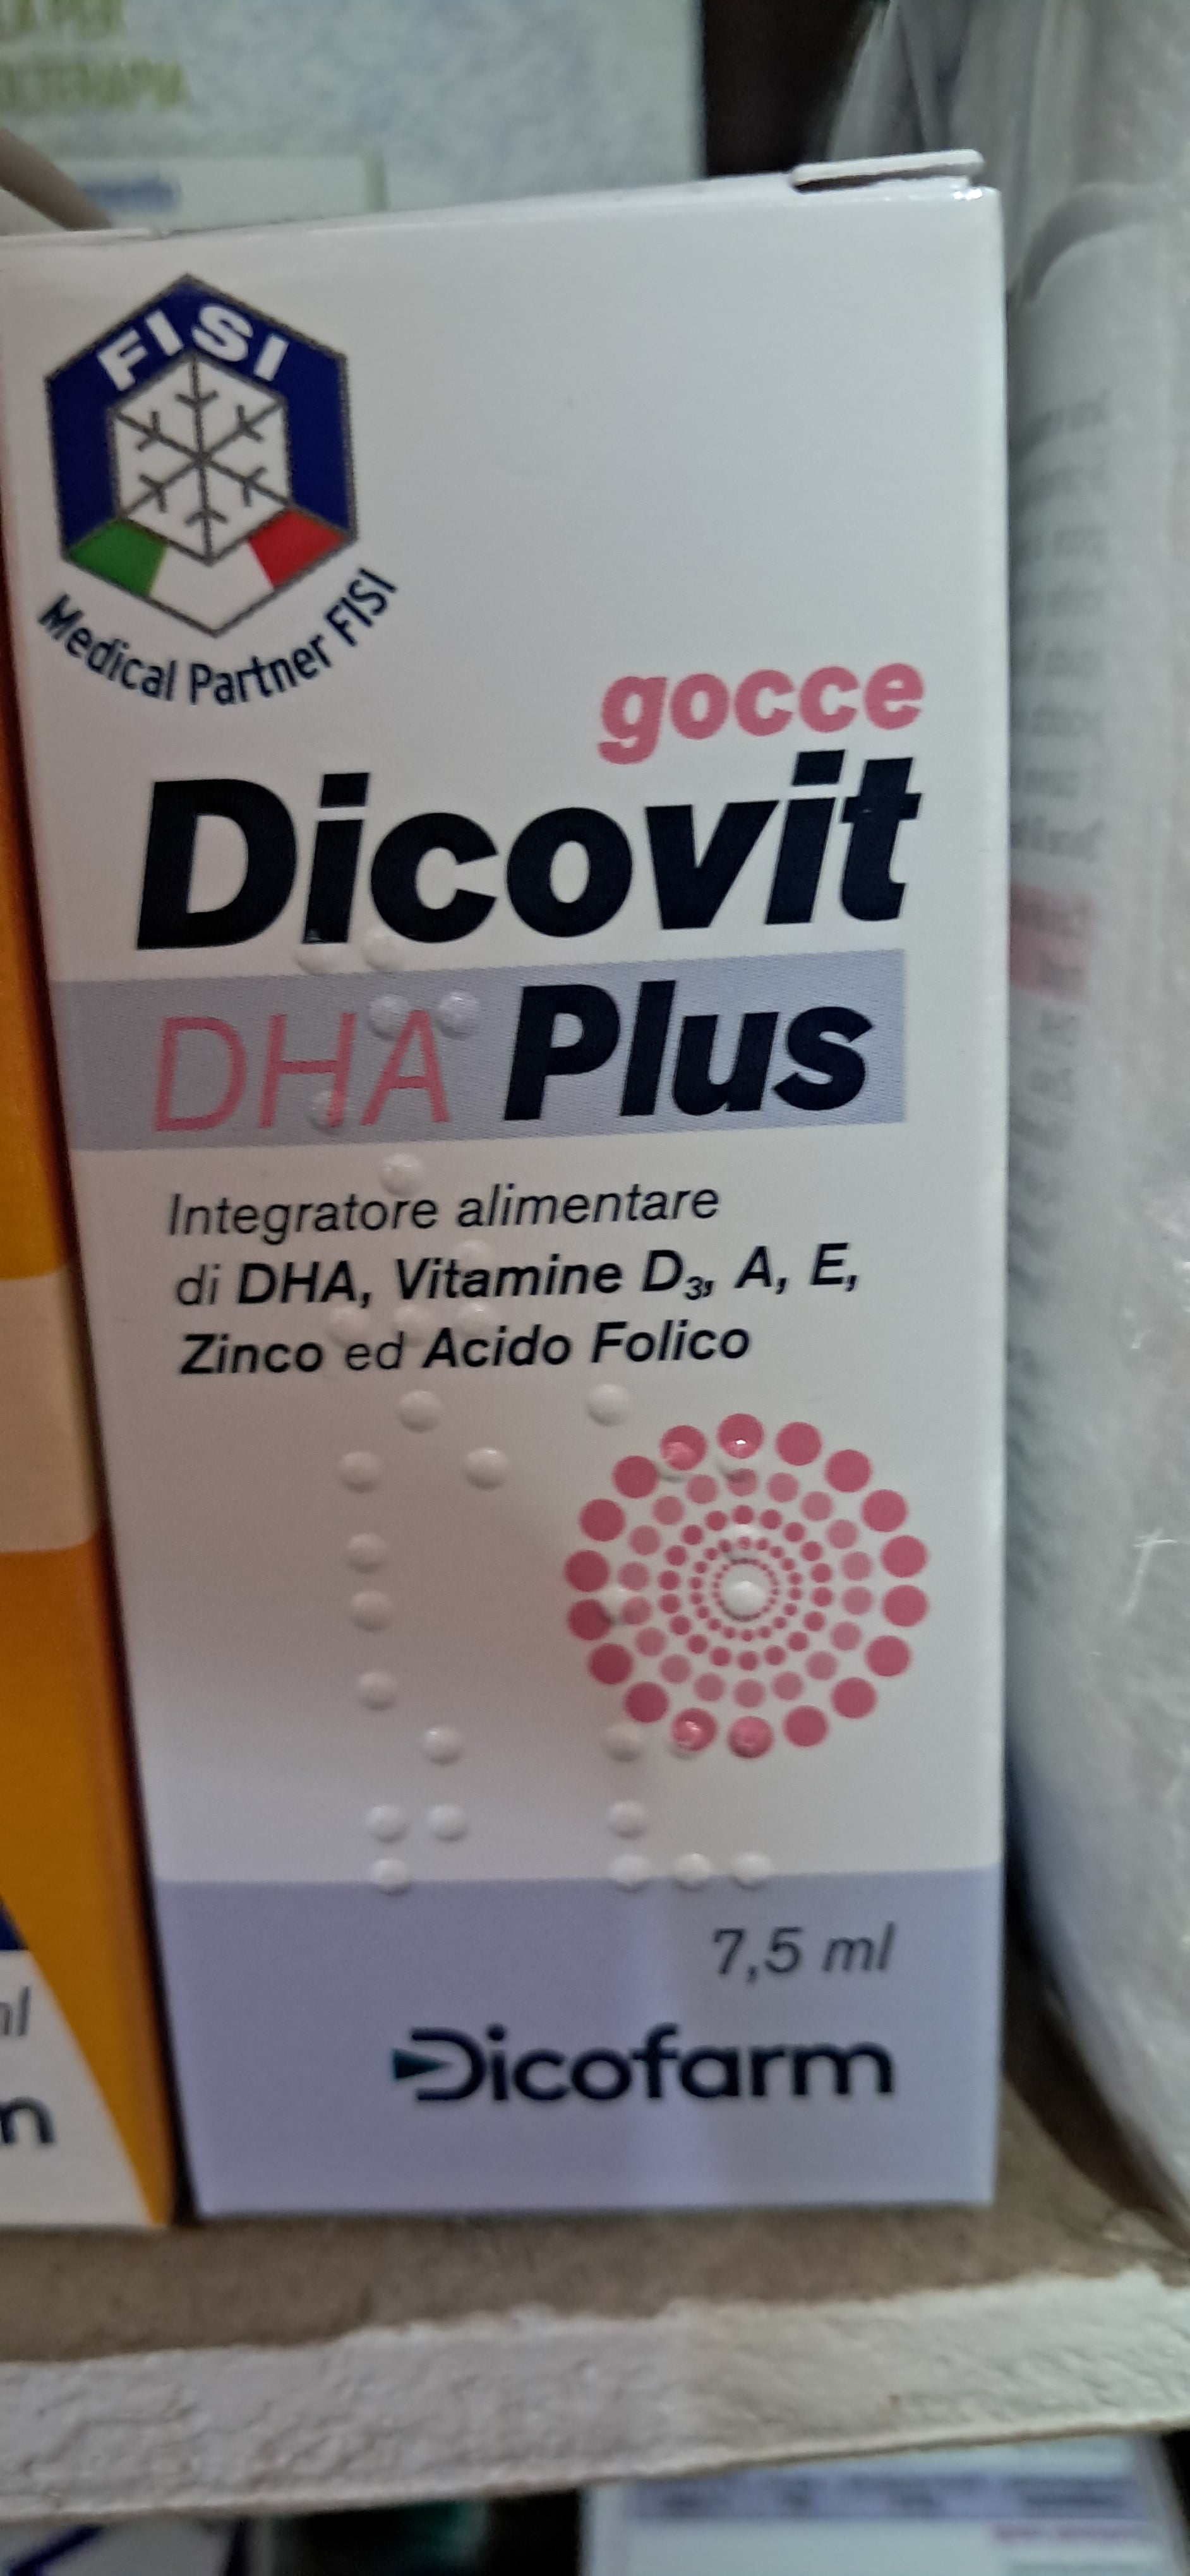 FISI
Medical Partner FISI
gocce
Dicovit
DHA Plus
Integratore alimentare
di DHA, Vitamine D₃, A, E,
Zinco ed Acido Folico
7,5 ml
Dicofarm